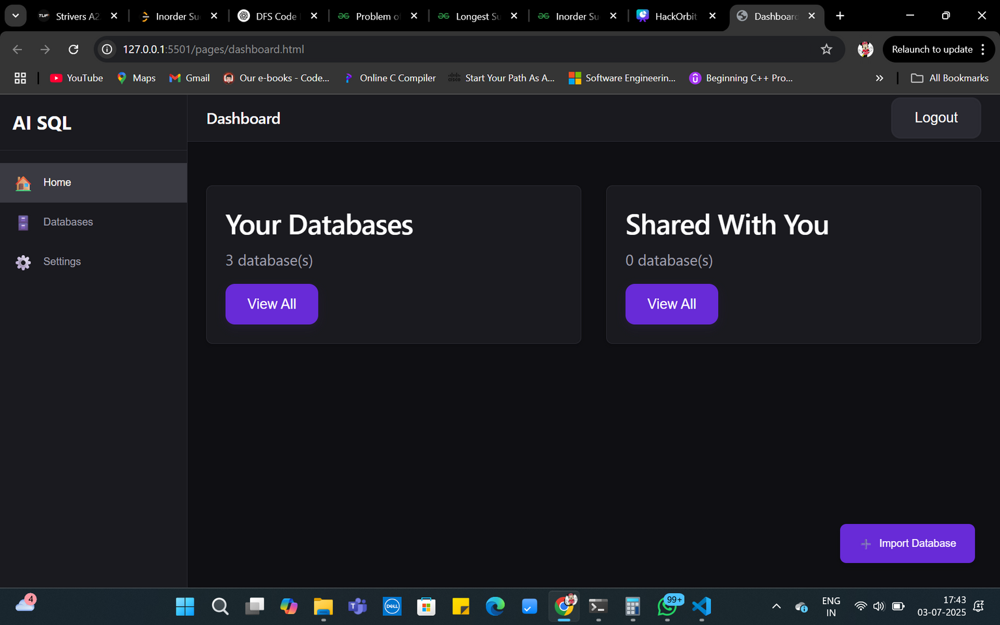 TUF Strivers A2
Inorder Su
DFS Code
Problem o
Longest Su
Inorder Su
HackOrbit
Dashboard
127.0.0.1:5501/pages/dashboard.html
Relaunch to update
YouTube
Maps
Gmail
Our e-books - Code...
Online C Compiler
Start Your Path As A...
Software Engineerin...
Beginning C++ Pro...
All Bookmarks
AI SQL
Dashboard
Logout
Home
Databases
Settings
Your Databases
3 database(s)
View All
Shared With You
0 database(s)
View All
Import Database
4
DELL
99+
ENG
IN
17:43
03-07-2025